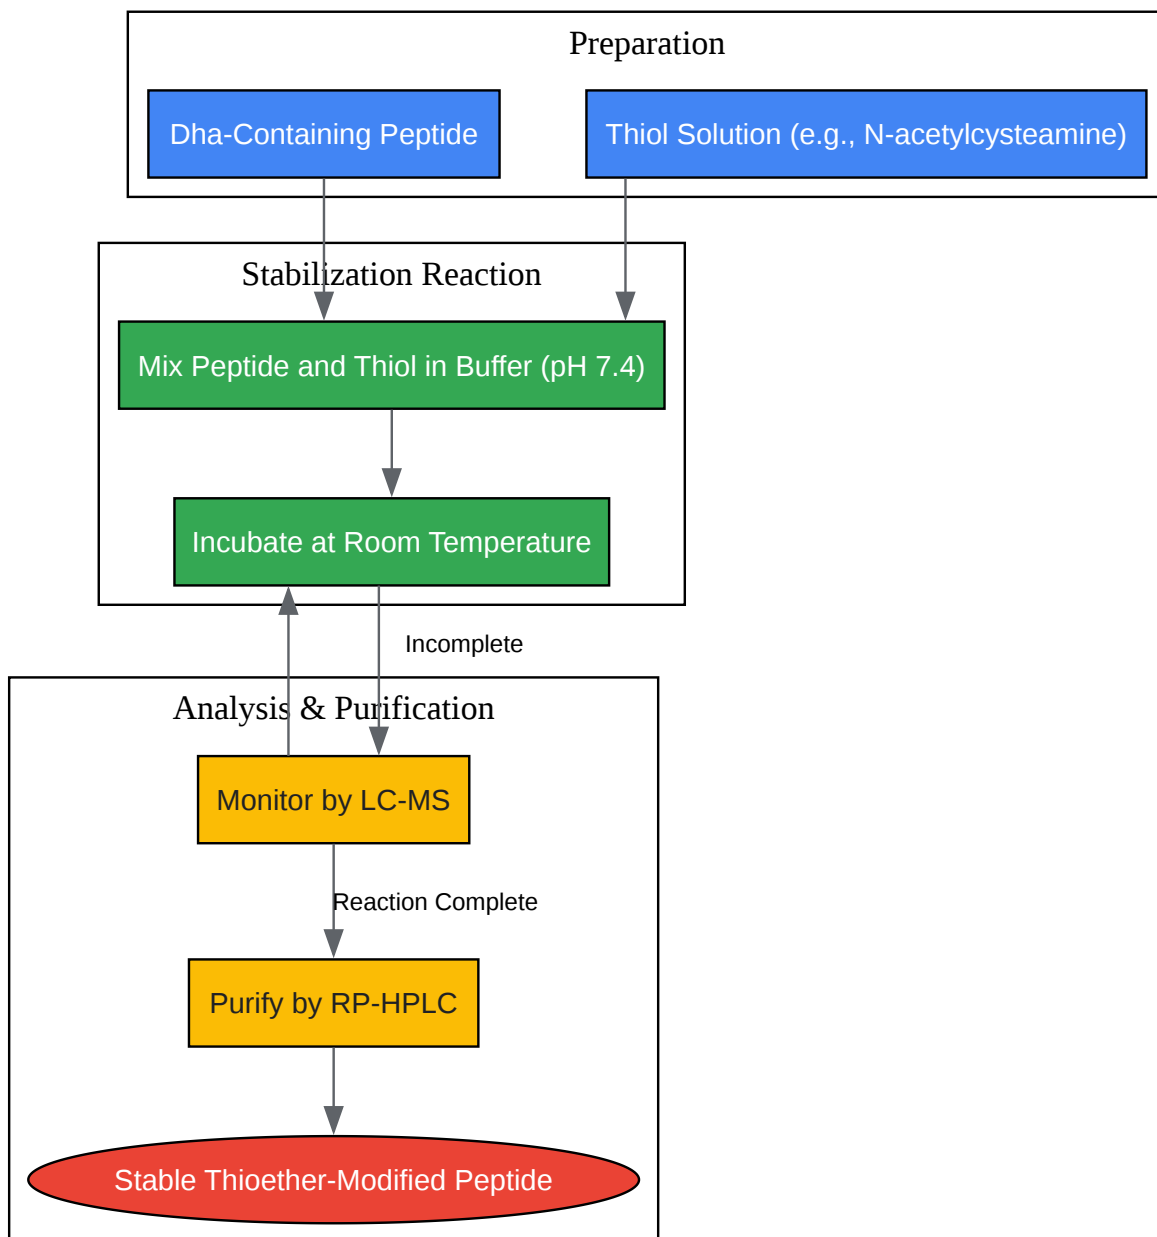 Preparation
Dha-Containing Peptide
Thiol Solution (e.g., N-acetylcysteamine)
Stabilization Reaction
Mix Peptide and Thiol in Buffer (pH 7.4)
Incubate at Room Temperature
Incomplete
Analysis & Purification
Monitor by LC-MS
Reaction Complete
Purify by RP-HPLC
Stable Thioether-Modified Peptide